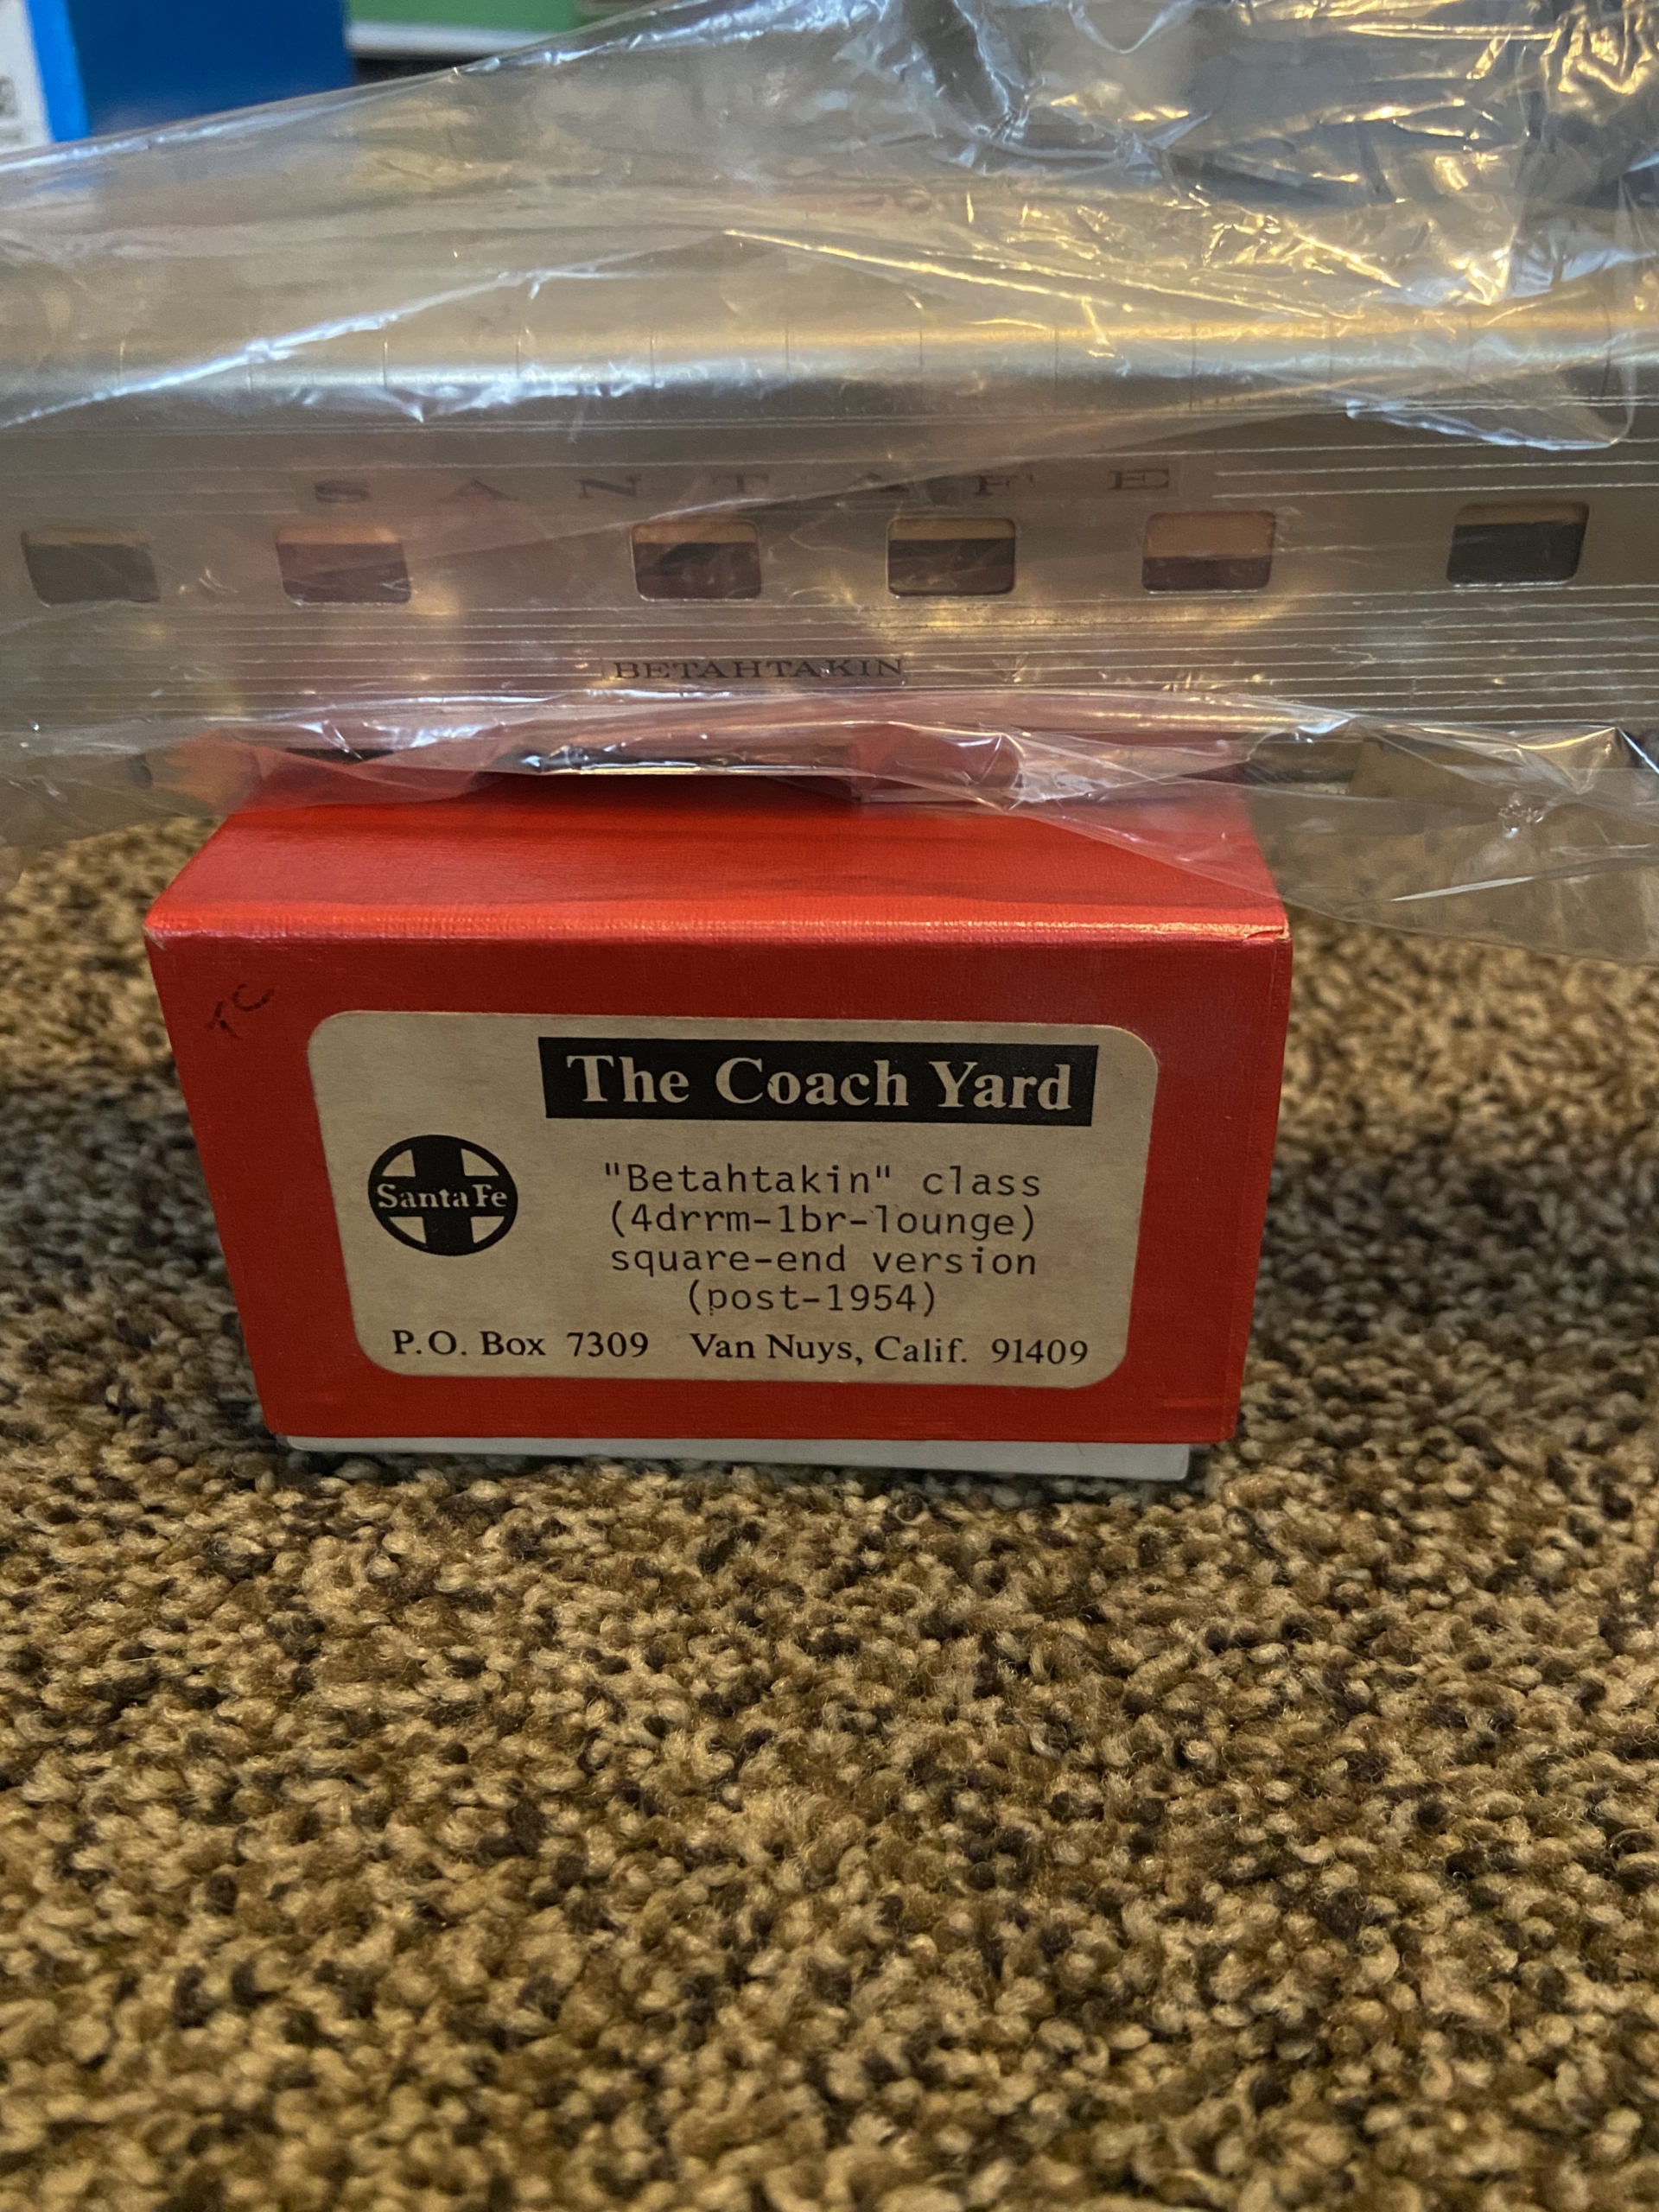 SANTA FE
BETAHTAKIN
TC
The Coach Yard
Santa Fe
"Betahtakin" class
(4drrm-1br-lounge)
square-end version
(post-1954)
P.O. Box 7309 Van Nuys, Calif. 91409